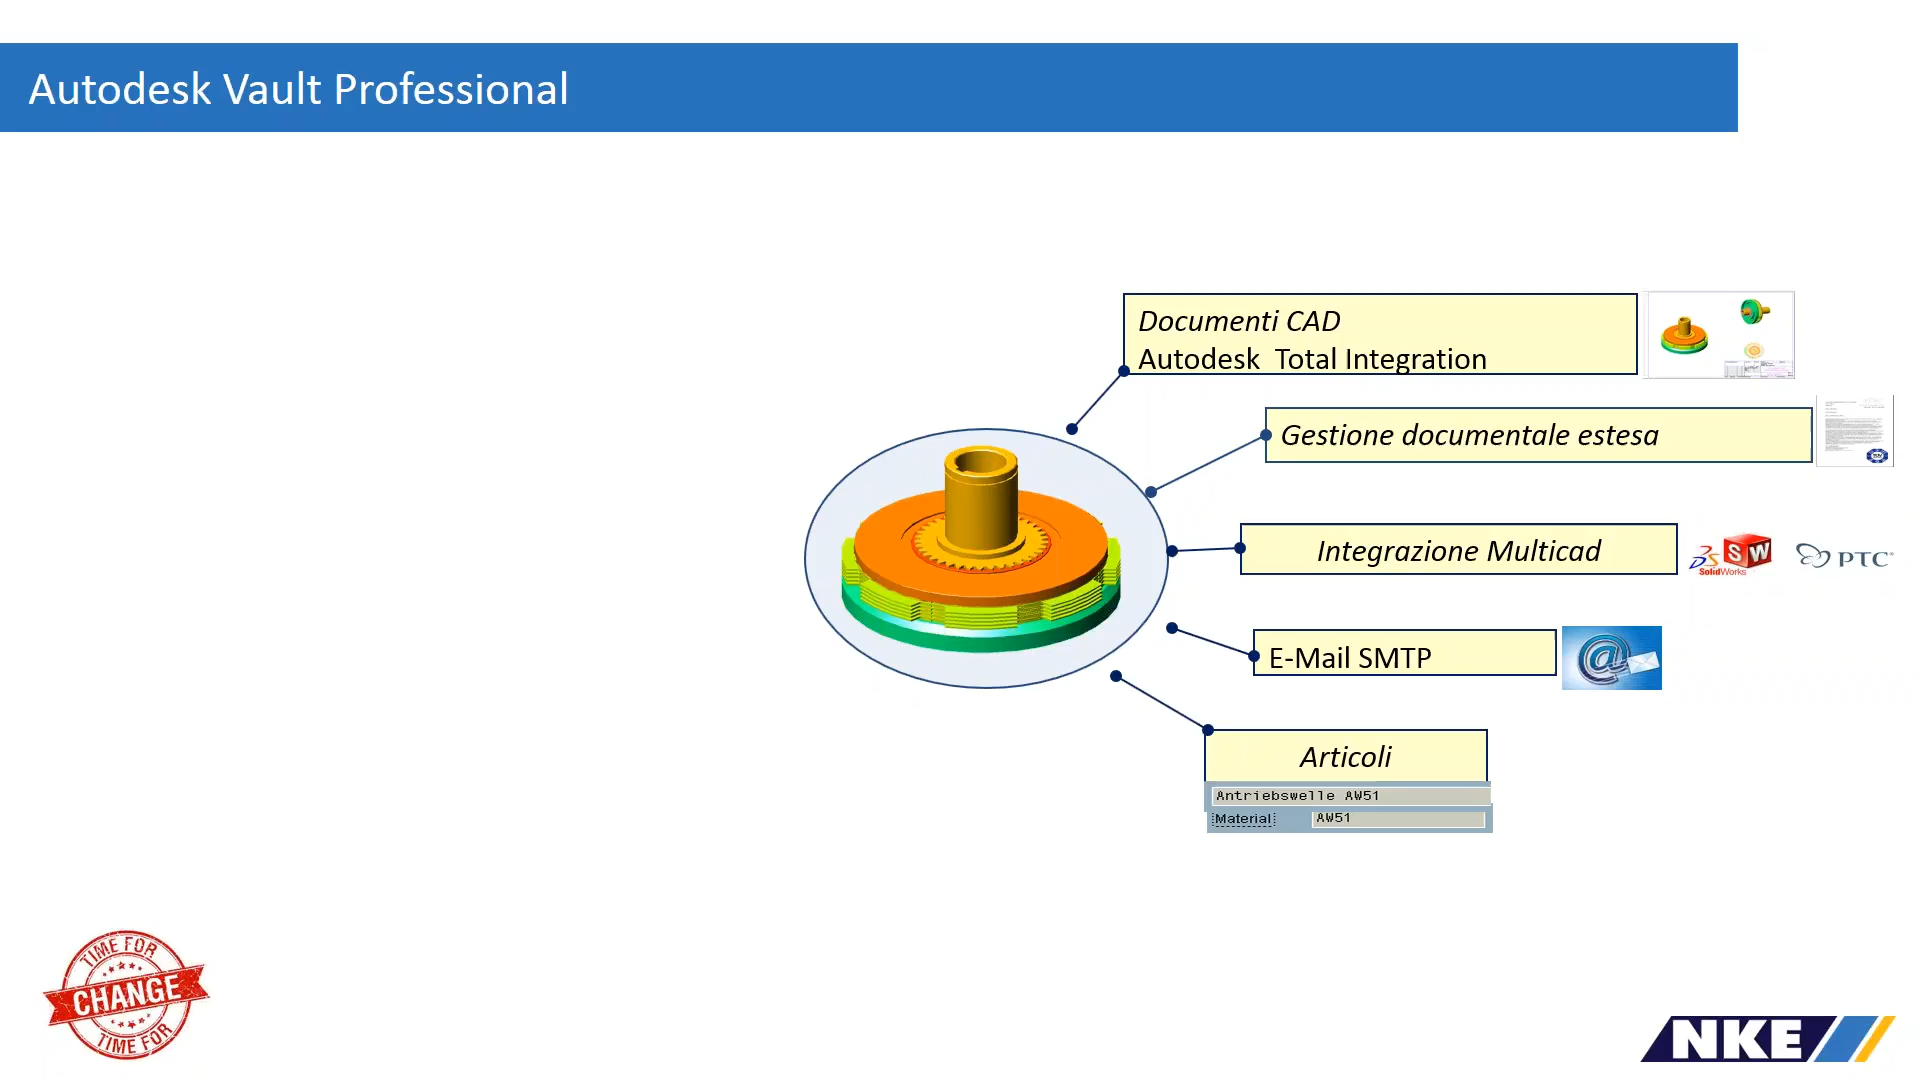 Autodesk Vault Professional
Documenti CAD
Autodesk  Total Integration
Gestione documentale estesa
Integrazione Multicad
SW
SolidWorks
PTC
E-Mail SMTP
@
Articoli
Antriebswelle AW51
Material AW51
TIME FOR
CHANGE
TIME FOR
NKE